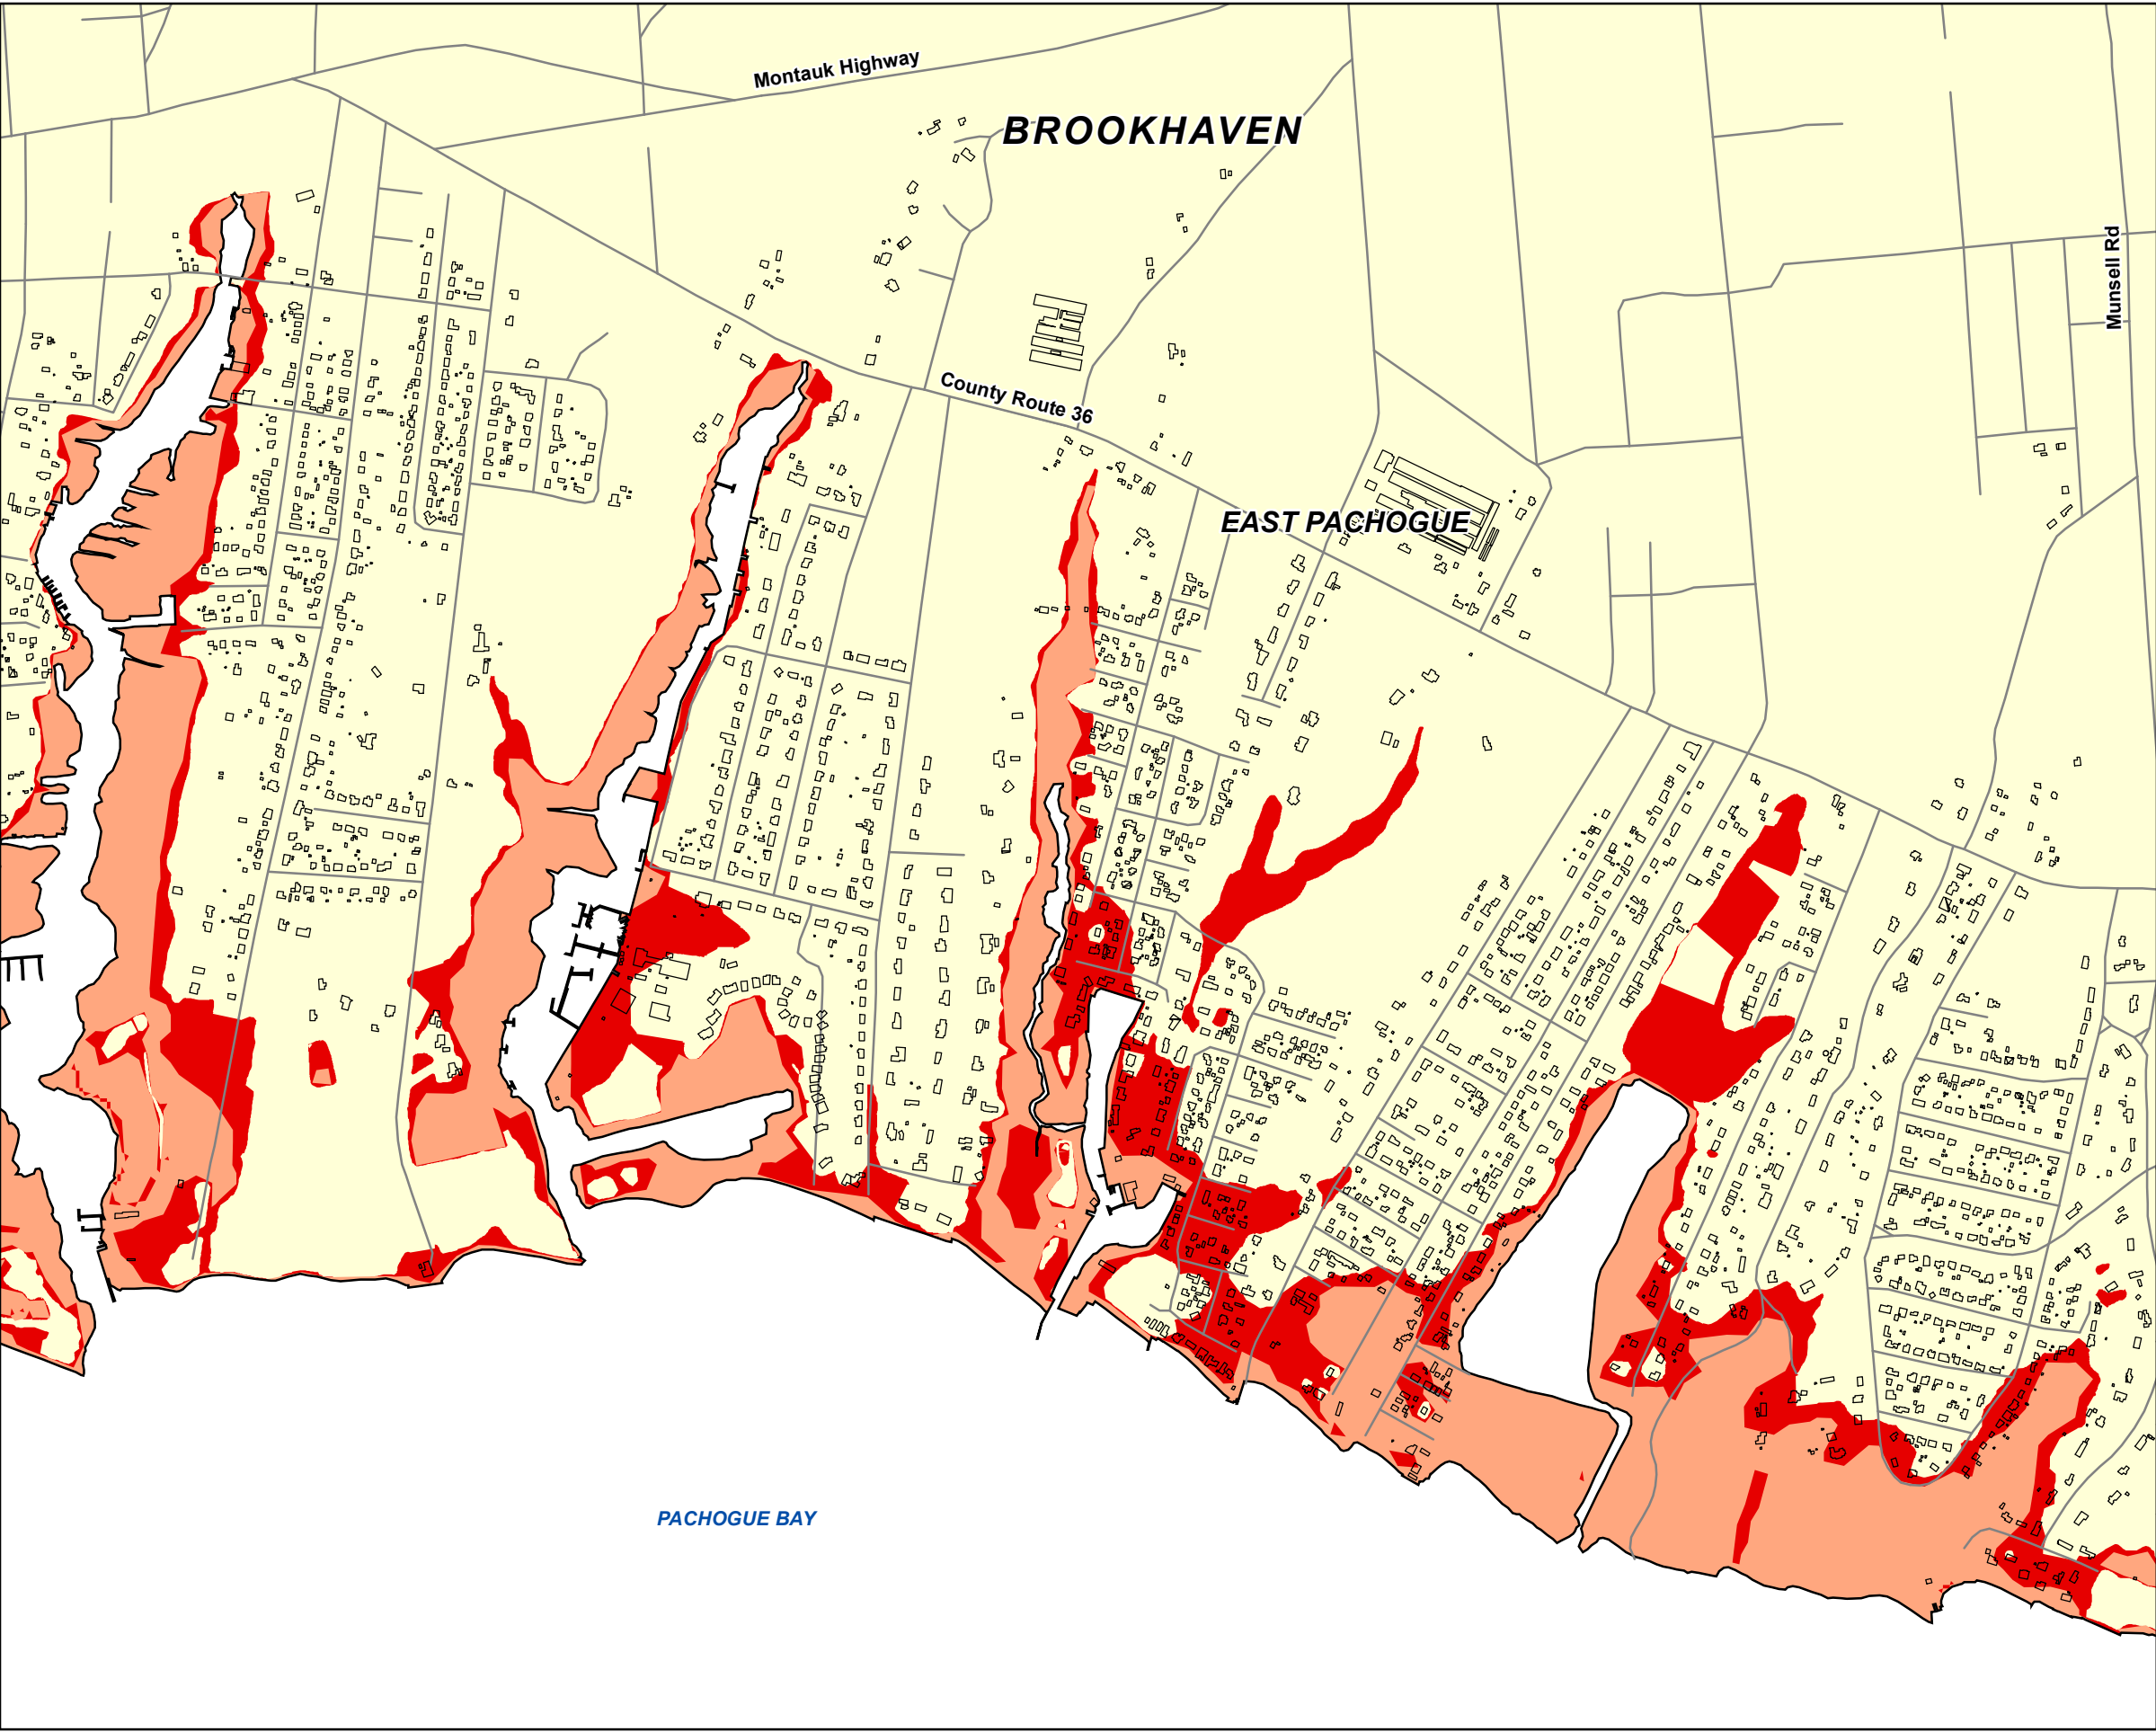 Montauk Highway
BROOKHAVEN
Munsell Rd
County Route 36
EAST PACHOGUE
PACHOGUE BAY